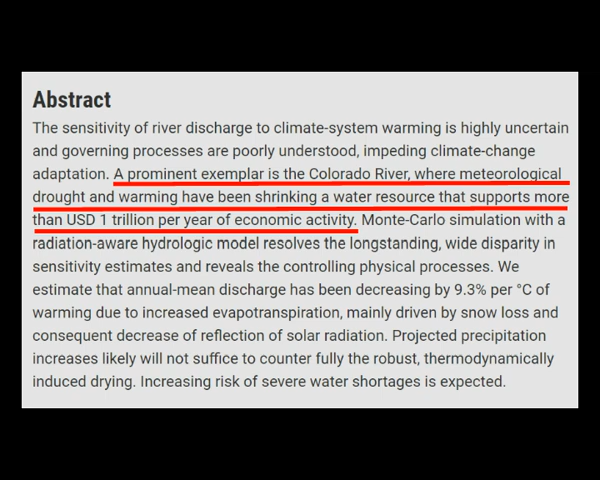 Abstract
The sensitivity of river discharge to climate-system warming is highly uncertain
and governing processes are poorly understood, impeding climate-change
adaptation. A prominent exemplar is the Colorado River, where meteorological
drought and warming have been shrinking a water resource that supports more
than USD 1 trillion per year of economic activity. Monte-Carlo simulation with a
radiation-aware hydrologic model resolves the longstanding, wide disparity in
sensitivity estimates and reveals the controlling physical processes. We
estimate that annual-mean discharge has been decreasing by 9.3% per °C of
warming due to increased evapotranspiration, mainly driven by snow loss and
consequent decrease of reflection of solar radiation. Projected precipitation
increases likely will not suffice to counter fully the robust, thermodynamically
induced drying. Increasing risk of severe water shortages is expected.